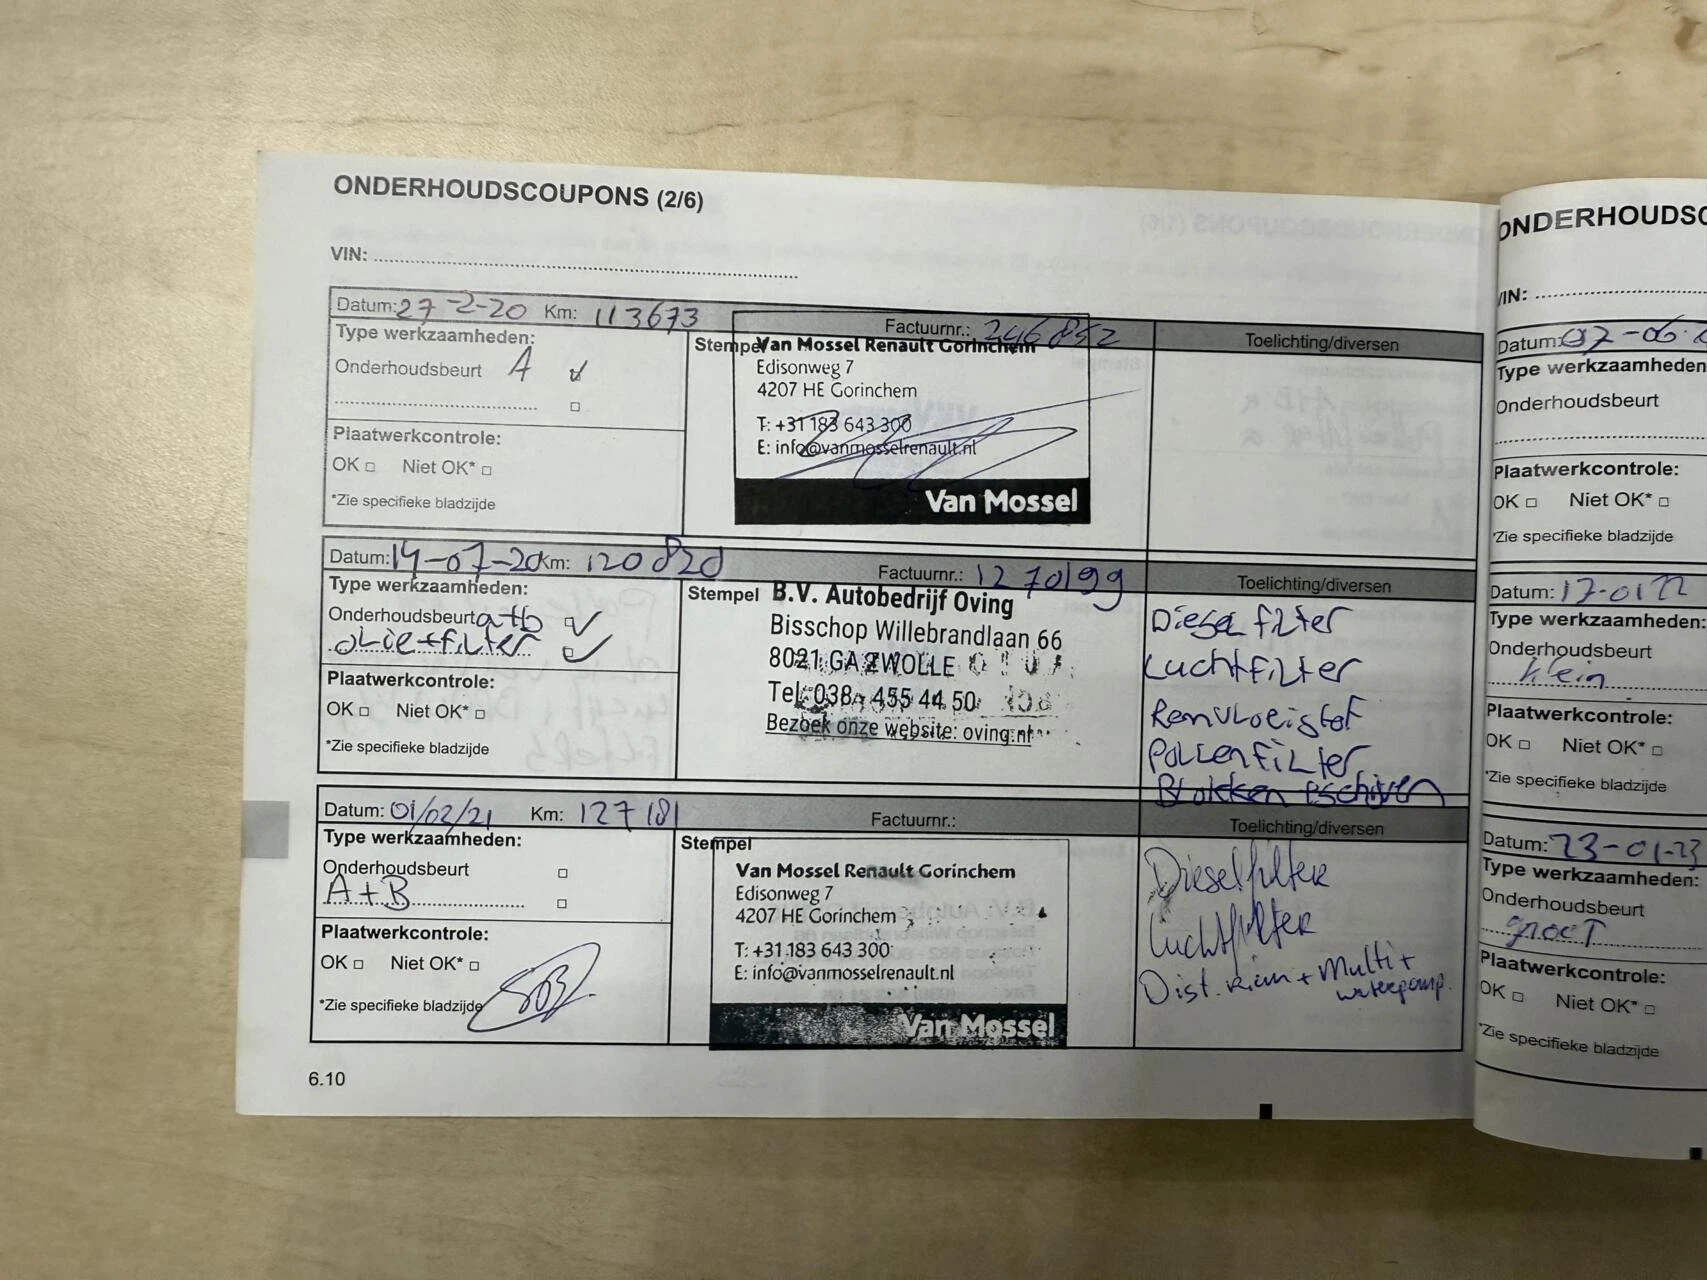 ONDERHOUDSCOUPONS (2/6)
VIN:
Datum: 27-2-20 Km: 113673
Factuurnr.: 246852
Toelichting/diversen
Type werkzaamheden:
Onderhoudsbeurt A
Plaatwerkcontrole:
OK Niet OK*
*Zie specifieke bladzijde
Stempel
Van Mossel Renault Gorinchem
Edisonweg 7
4207 HE Gorinchem
T: +31 183 643 300
E: info@vanmosselrenault.nl
Van Mossel
Datum: 14-07-20 Km: 120820
Factuurnr.: 1270199
Toelichting/diversen
Type werkzaamheden:
Onderhoudsbeurt a+b
olie+filter
Plaatwerkcontrole:
OK Niet OK*
*Zie specifieke bladzijde
Stempel
B.V. Autobedrijf Oving
Bisschop Willebrandlaan 66
8021 GA ZWOLLE
Tel: 038 - 455 44 50
Bezoek onze website: oving.nl
Diesel filter
Luchtfilter
Remvloeistof
Pollenfilter
Datum: 01/02/21 Km: 127181
Factuurnr.:
Toelichting/diversen
Type werkzaamheden:
Onderhoudsbeurt
A+B
Plaatwerkcontrole:
OK Niet OK*
*Zie specifieke bladzijde
Stempel
Van Mossel Renault Gorinchem
Edisonweg 7
4207 HE Gorinchem
T: +31 183 643 300
E: info@vanmosselrenault.nl
Van Mossel
Dieselfilter
Luchtfilter
Dist. riem + Multi +
waterpomp.
6.10
VIN:
Datum: 07-06
Type werkzaamheden
Onderhoudsbeurt
Plaatwerkcontrole:
OK Niet OK*
*Zie specifieke bladzijde
Datum: 17-01-22
Type werkzaamheden:
Onderhoudsbeurt
klein
Plaatwerkcontrole:
OK Niet OK*
*Zie specifieke bladzijde
Datum: 23-01-23
Type werkzaamheden:
Onderhoudsbeurt
groot
Plaatwerkcontrole:
OK Niet OK*
*Zie specifieke bladzijde